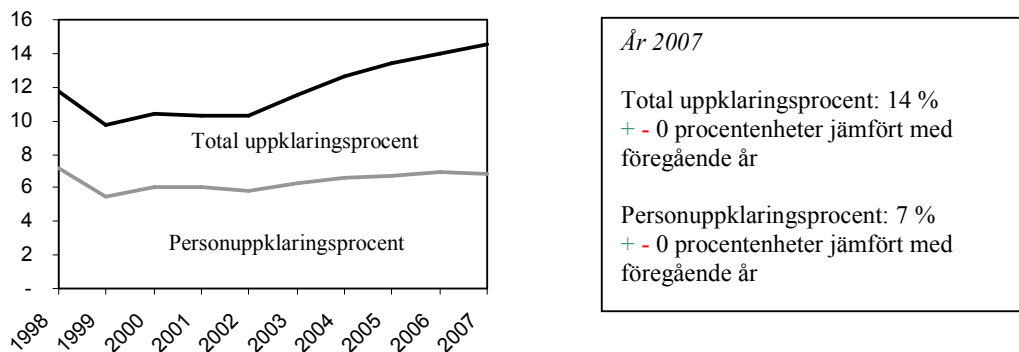 16
14
12
10
8
6
4
2
-
Total uppklaringsprocent
Personuppklaringsprocent
1998
1999
2000
2001
2002
2003
2004
2005
2006
2007
År 2007
Total uppklaringsprocent: 14 %
+ - 0 procentenheter jämfört med
föregående år
Personuppklaringsprocent: 7 %
+ - 0 procentenheter jämfört med
föregående år